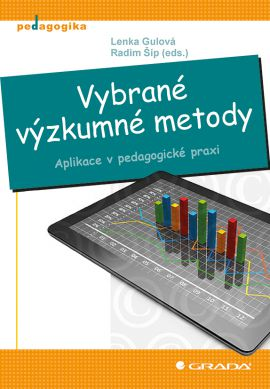 pedagogika
Lenka Gulová
Radim Šíp (eds.)
Vybrané
výzkumné metody
Aplikace v pedagogické praxi
GRADA